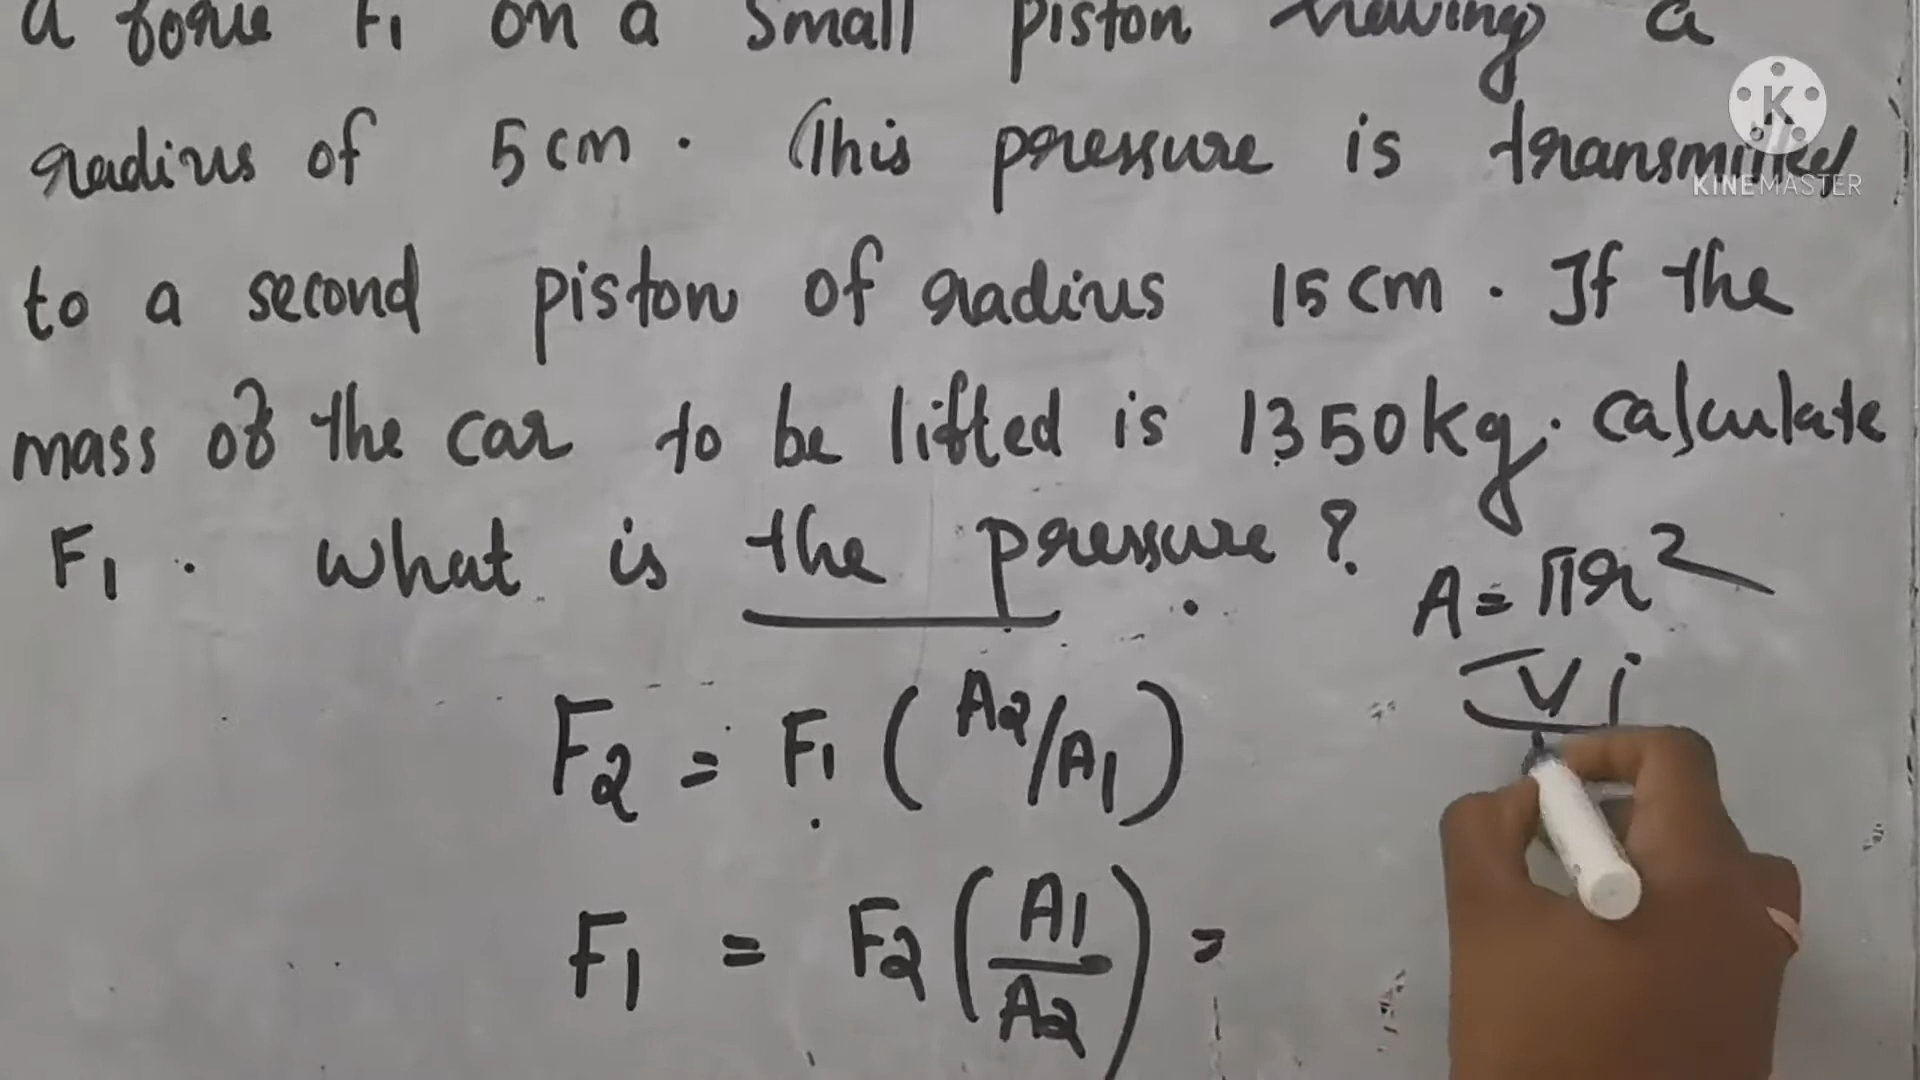 a force F₁ on a small piston having a
radius of 5 cm. This pressure is transmitted
to a second piston of radius 15 cm. If the
mass of the car to be lifted is 1350 kg. calculate
F₁. what is the pressure?
A = πr²
F₂ = F₁ (A₂/A₁)
F₁ = F₂ (A₁/A₂) =
K
KINEMASTER